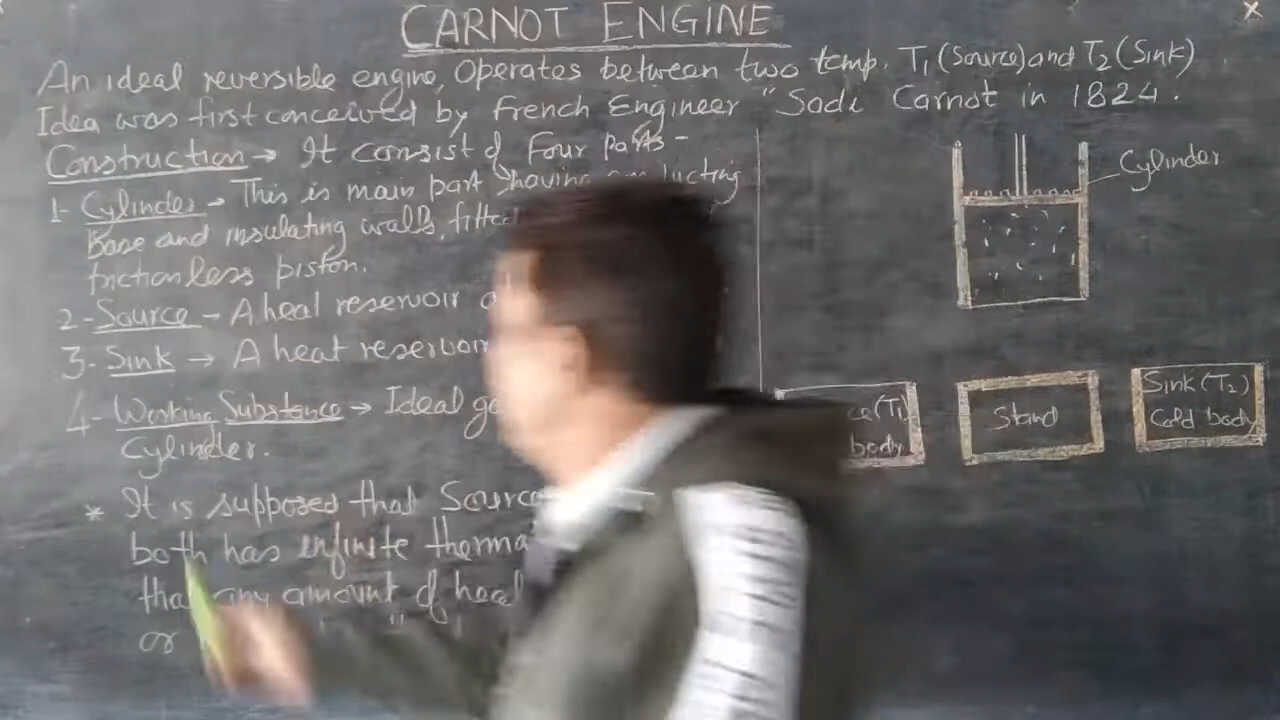 CARNOT ENGINE
An ideal reversible engine, Operates between two temp. T₁ (Source) and T₂ (Sink)
Idea was first conceived by French Engineer "Sadi Carnot in 1824.
Construction → It consist of Four parts -
1- Cylinder → This is main part having
Base and insulating walls, fitted
frictionless piston.
2- Source - A heat reservoir
3- Sink → A heat reservoir
4- Working Substance → Ideal
Cylinder.
* It is supposed that Source
both has infinite
that any amount of heat
or
Cylinder
(T₁)
body
Stand
Sink (T₂)
Cold body